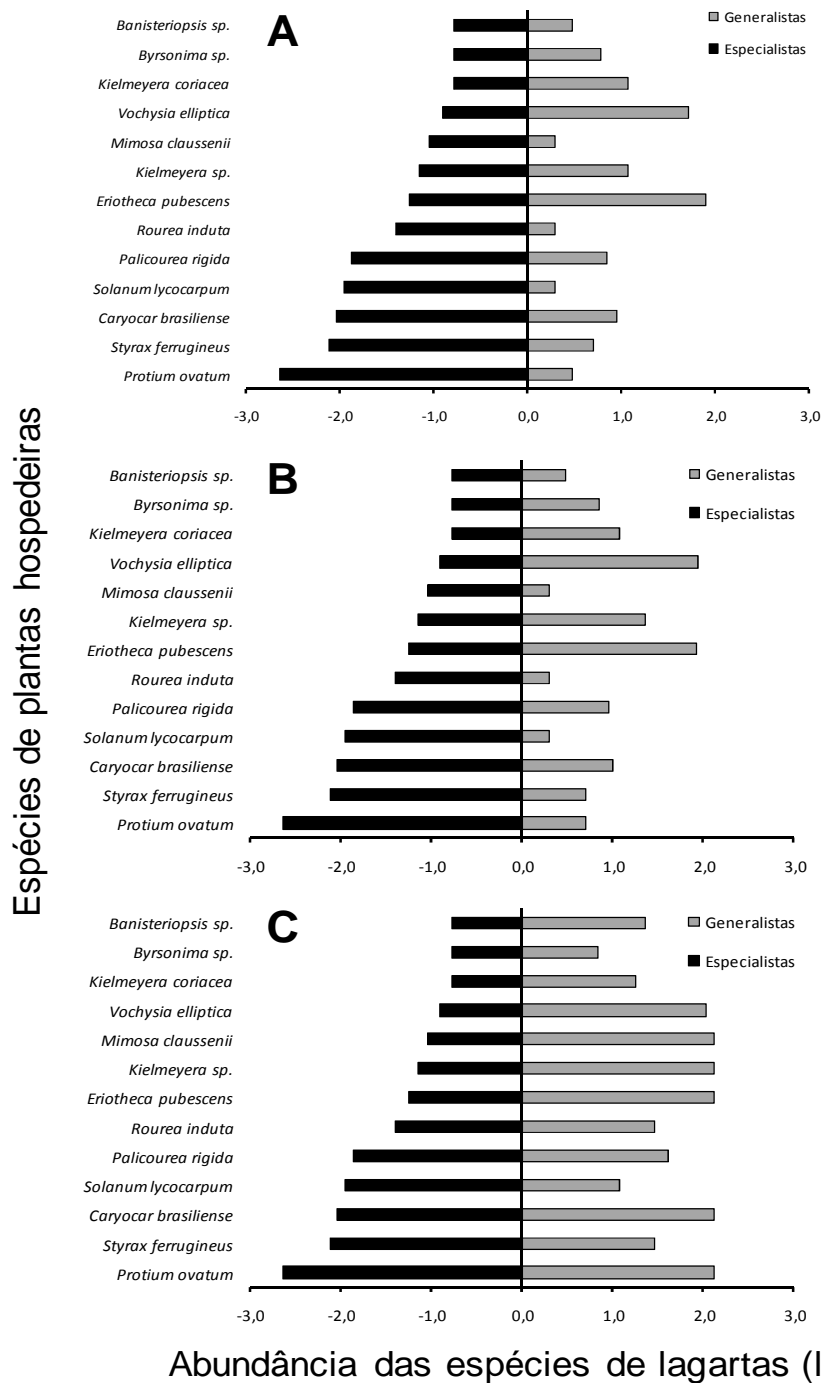 Espécies de plantas hospedeiras
A
Generalistas
Especialistas
Banisteriopsis sp.
Byrsonima sp.
Kielmeyera coriacea
Vochysia elliptica
Mimosa claussenii
Kielmeyera sp.
Eriotheca pubescens
Rourea induta
Palicourea rigida
Solanum lycocarpum
Caryocar brasiliense
Styrax ferrugineus
Protium ovatum
-3,0 -2,0 -1,0 0,0 1,0 2,0 3,0
B
Generalistas
Especialistas
Banisteriopsis sp.
Byrsonima sp.
Kielmeyera coriacea
Vochysia elliptica
Mimosa claussenii
Kielmeyera sp.
Eriotheca pubescens
Rourea induta
Palicourea rigida
Solanum lycocarpum
Caryocar brasiliense
Styrax ferrugineus
Protium ovatum
-3,0 -2,0 -1,0 0,0 1,0 2,0 3,0
C
Generalistas
Especialistas
Banisteriopsis sp.
Byrsonima sp.
Kielmeyera coriacea
Vochysia elliptica
Mimosa claussenii
Kielmeyera sp.
Eriotheca pubescens
Rourea induta
Palicourea rigida
Solanum lycocarpum
Caryocar brasiliense
Styrax ferrugineus
Protium ovatum
-3,0 -2,0 -1,0 0,0 1,0 2,0 3,0
Abundância das espécies de lagartas